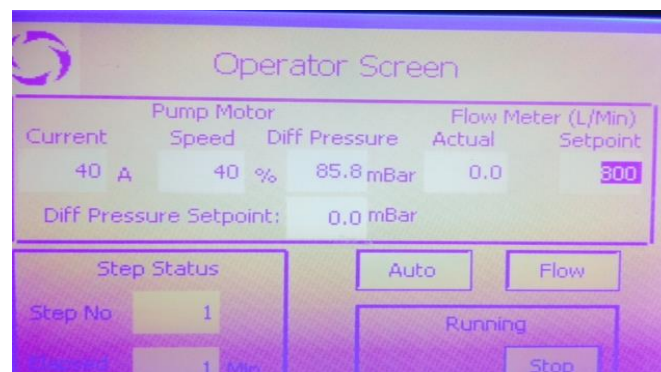 Operator Screen
Pump Motor Flow Meter (L/Min)
Current Speed Diff Pressure Actual Setpoint
40 A 40 % 85.8 mBar 0.0 800
Diff Pressure Setpoint: 0.0 mBar
Step Status Auto Flow
Step No 1 Running
Elapsed 1 Min Stop